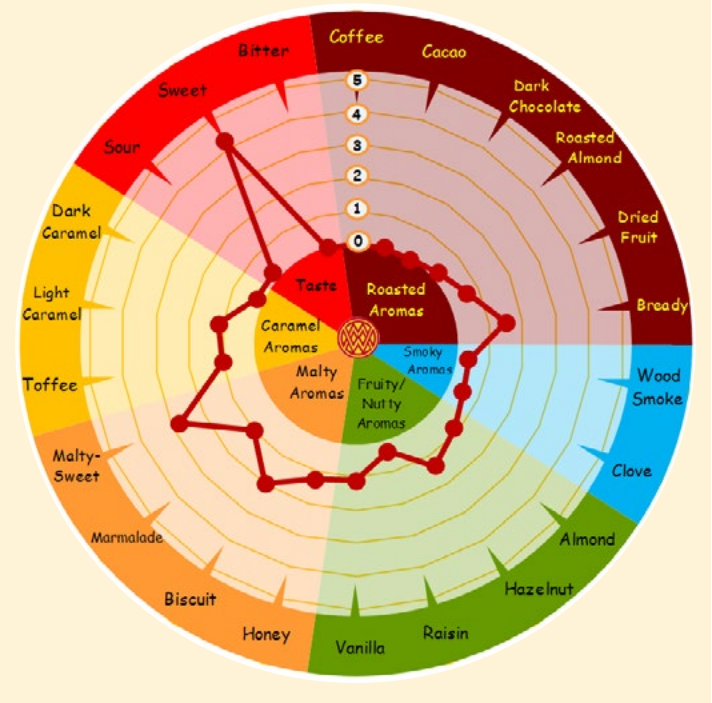 Coffee
Cacao
Dark
Chocolate
Roasted
Almond
Dried
Fruit
Bready
Wood
Smoke
Clove
Almond
Hazelnut
Raisin
Vanilla
Honey
Biscuit
Marmalade
Malty-
Sweet
Toffee
Light
Caramel
Dark
Caramel
Sour
Sweet
Bitter
5
4
3
2
1
0
Taste
Roasted
Aromas
Smoky
Aromas
Fruity/
Nutty
Aromas
Malty
Aromas
Caramel
Aromas